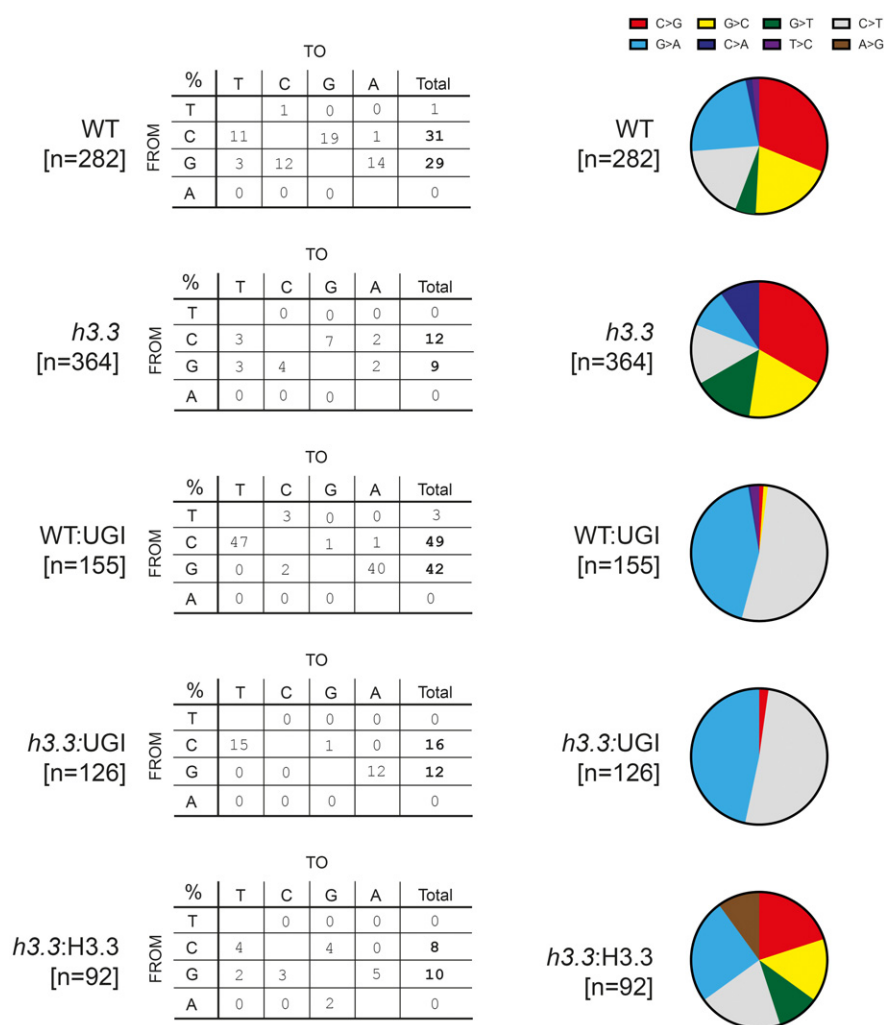 C>G G>C G>T C>T
G>A C>A T>C A>G
TO
% T C G A Total
T 1 0 0 1
C 11 19 1 31
G 3 12 14 29
A 0 0 0 0
FROM
WT
[n=282]
WT
[n=282]
TO
% T C G A Total
T 0 0 0 0
C 3 7 2 12
G 3 4 2 9
A 0 0 0 0
FROM
h3.3
[n=364]
h3.3
[n=364]
TO
% T C G A Total
T 3 0 0 3
C 47 1 1 49
G 0 2 40 42
A 0 0 0 0
FROM
WT:UGI
[n=155]
WT:UGI
[n=155]
TO
% T C G A Total
T 0 0 0 0
C 15 1 0 16
G 0 0 12 12
A 0 0 0 0
FROM
h3.3:UGI
[n=126]
h3.3:UGI
[n=126]
TO
% T C G A Total
T 0 0 0 0
C 4 4 0 8
G 2 3 5 10
A 0 0 2 0
FROM
h3.3:H3.3
[n=92]
h3.3:H3.3
[n=92]